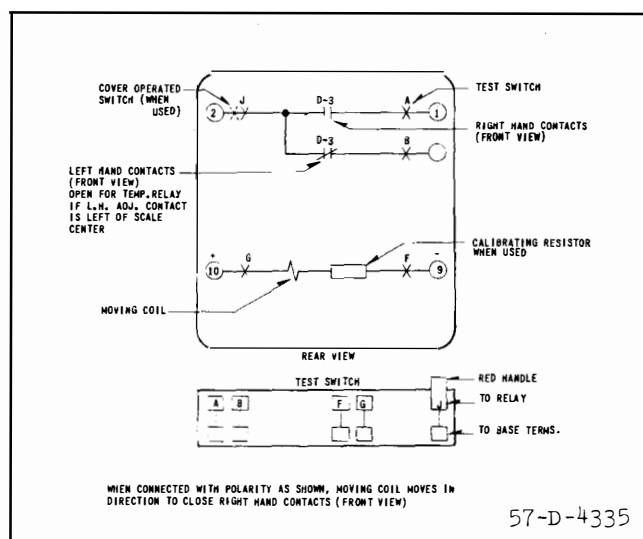 COVER OPERATED
SWITCH (WHEN
USED)
J
D-3
A
TEST SWITCH
2
1
RIGHT HAND CONTACTS
(FRONT VIEW)
D-3
B
LEFT HAND CONTACTS
(FRONT VIEW)
OPEN FOR TEMP.RELAY
IF L.H. ADJ. CONTACT
IS LEFT OF SCALE
CENTER
CALIBRATING RESISTOR
WHEN USED
+
G
F
-
10
9
MOVING COIL
REAR VIEW
TEST SWITCH
RED HANDLE
A B F G J
TO RELAY
TO BASE TERMS.
WHEN CONNECTED WITH POLARITY AS SHOWN, MOVING COIL MOVES IN
DIRECTION TO CLOSE RIGHT HAND CONTACTS (FRONT VIEW)
57-D-4335